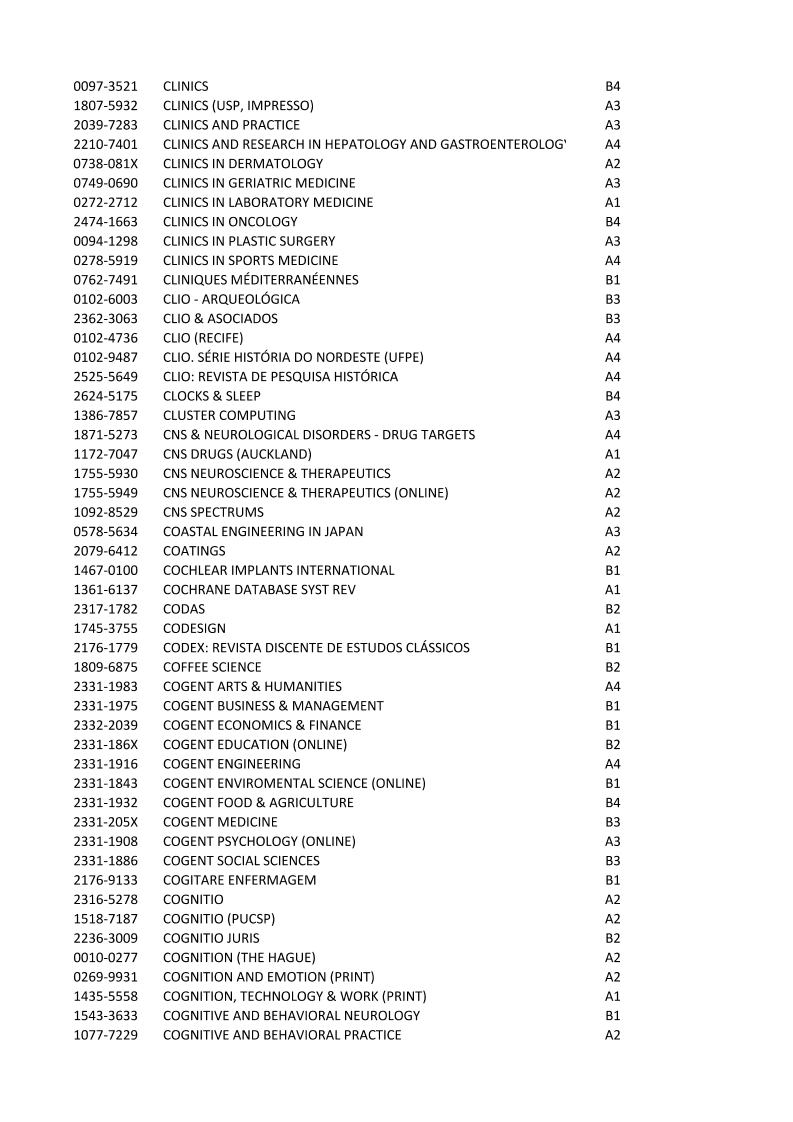 0097-3521 CLINICS B4
1807-5932 CLINICS (USP, IMPRESSO) A3
2039-7283 CLINICS AND PRACTICE A3
2210-7401 CLINICS AND RESEARCH IN HEPATOLOGY AND GASTROENTEROLOGY A4
0738-081X CLINICS IN DERMATOLOGY A2
0749-0690 CLINICS IN GERIATRIC MEDICINE A3
0272-2712 CLINICS IN LABORATORY MEDICINE A1
2474-1663 CLINICS IN ONCOLOGY B4
0094-1298 CLINICS IN PLASTIC SURGERY A3
0278-5919 CLINICS IN SPORTS MEDICINE A4
0762-7491 CLINIQUES MÉDITERRANÉENNES B1
0102-6003 CLIO - ARQUEOLÓGICA B3
2362-3063 CLIO & ASOCIADOS B3
0102-4736 CLIO (RECIFE) A4
0102-9487 CLIO. SÉRIE HISTÓRIA DO NORDESTE (UFPE) A4
2525-5649 CLIO: REVISTA DE PESQUISA HISTÓRICA A4
2624-5175 CLOCKS & SLEEP B4
1386-7857 CLUSTER COMPUTING A3
1871-5273 CNS & NEUROLOGICAL DISORDERS - DRUG TARGETS A4
1172-7047 CNS DRUGS (AUCKLAND) A1
1755-5930 CNS NEUROSCIENCE & THERAPEUTICS A2
1755-5949 CNS NEUROSCIENCE & THERAPEUTICS (ONLINE) A2
1092-8529 CNS SPECTRUMS A2
0578-5634 COASTAL ENGINEERING IN JAPAN A3
2079-6412 COATINGS A2
1467-0100 COCHLEAR IMPLANTS INTERNATIONAL B1
1361-6137 COCHRANE DATABASE SYST REV A1
2317-1782 CODAS B2
1745-3755 CODESIGN A1
2176-1779 CODEX: REVISTA DISCENTE DE ESTUDOS CLÁSSICOS B1
1809-6875 COFFEE SCIENCE B2
2331-1983 COGENT ARTS & HUMANITIES A4
2331-1975 COGENT BUSINESS & MANAGEMENT B1
2332-2039 COGENT ECONOMICS & FINANCE B1
2331-186X COGENT EDUCATION (ONLINE) B2
2331-1916 COGENT ENGINEERING A4
2331-1843 COGENT ENVIROMENTAL SCIENCE (ONLINE) B1
2331-1932 COGENT FOOD & AGRICULTURE B4
2331-205X COGENT MEDICINE B3
2331-1908 COGENT PSYCHOLOGY (ONLINE) A3
2331-1886 COGENT SOCIAL SCIENCES B3
2176-9133 COGITARE ENFERMAGEM B1
2316-5278 COGNITIO A2
1518-7187 COGNITIO (PUCSP) A2
2236-3009 COGNITIO JURIS B2
0010-0277 COGNITION (THE HAGUE) A2
0269-9931 COGNITION AND EMOTION (PRINT) A2
1435-5558 COGNITION, TECHNOLOGY & WORK (PRINT) A1
1543-3633 COGNITIVE AND BEHAVIORAL NEUROLOGY B1
1077-7229 COGNITIVE AND BEHAVIORAL PRACTICE A2